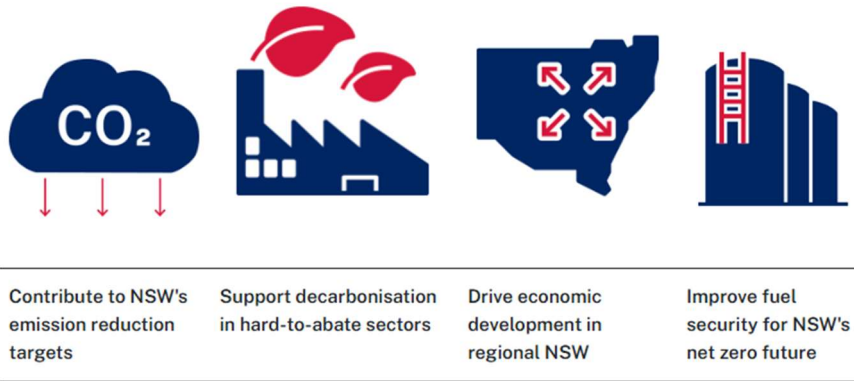 CO₂
Contribute to NSW's
emission reduction
targets
Support decarbonisation
in hard-to-abate sectors
Drive economic
development in
regional NSW
Improve fuel
security for NSW's
net zero future